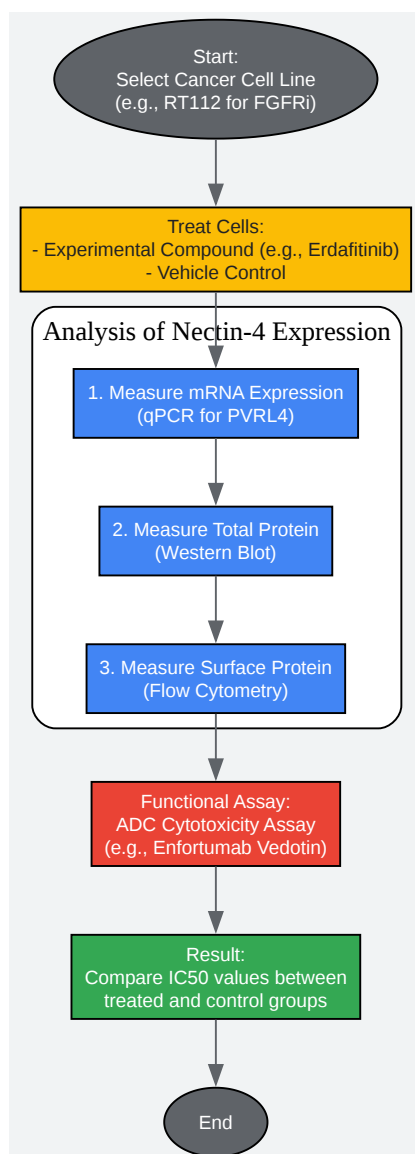 Start:
Select Cancer Cell Line
(e.g., RT112 for FGFRi)
Treat Cells:
- Experimental Compound (e.g., Erdafitinib)
- Vehicle Control
Analysis of Nectin-4 Expression
1. Measure mRNA Expression
(qPCR for PVRL4)
2. Measure Total Protein
(Western Blot)
3. Measure Surface Protein
(Flow Cytometry)
Functional Assay:
ADC Cytotoxicity Assay
(e.g., Enfortumab Vedotin)
Result:
Compare IC50 values between
treated and control groups
End